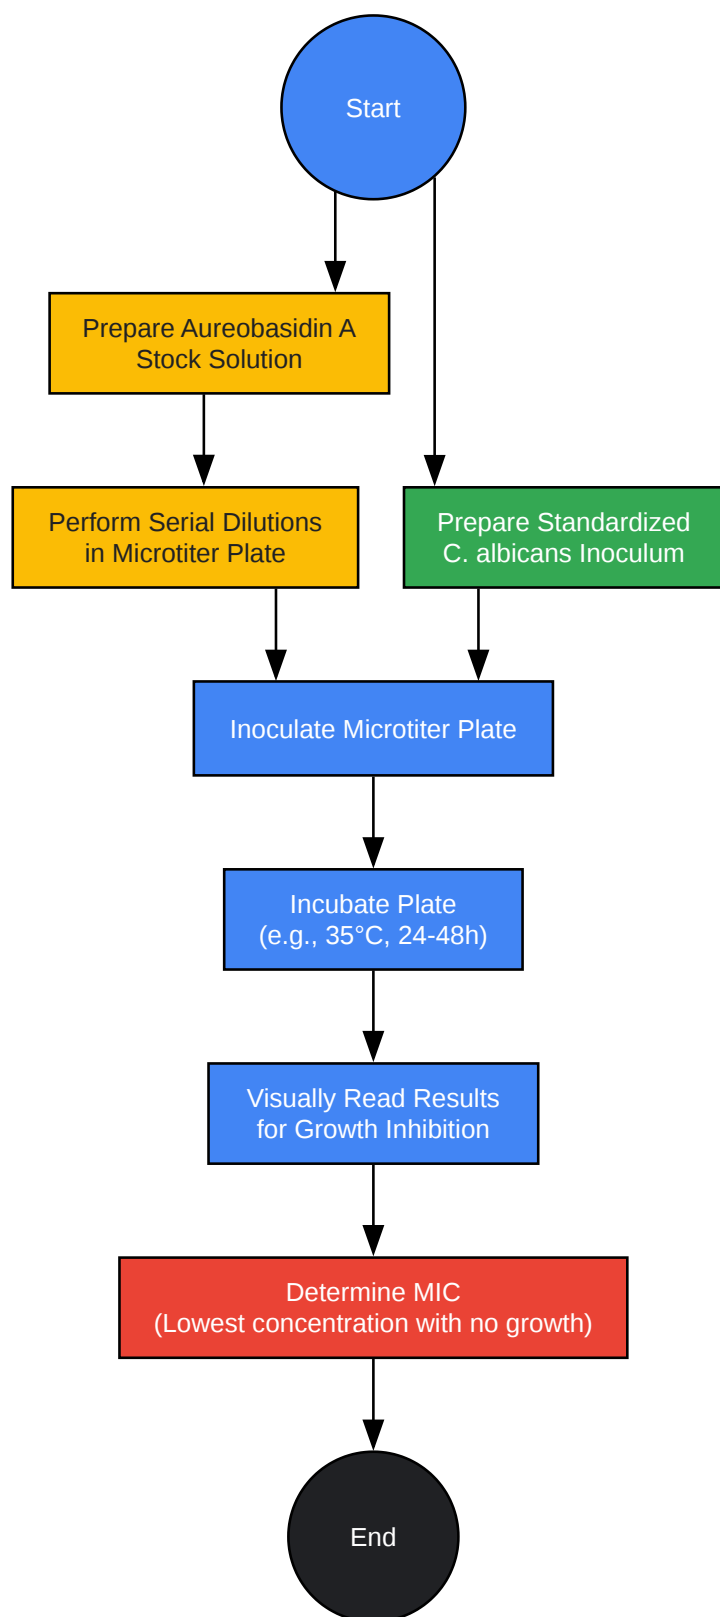 Start
Prepare Aureobasidin A
Stock Solution
Perform Serial Dilutions
in Microtiter Plate
Prepare Standardized
C. albicans Inoculum
Inoculate Microtiter Plate
Incubate Plate
(e.g., 35°C, 24-48h)
Visually Read Results
for Growth Inhibition
Determine MIC
(Lowest concentration with no growth)
End